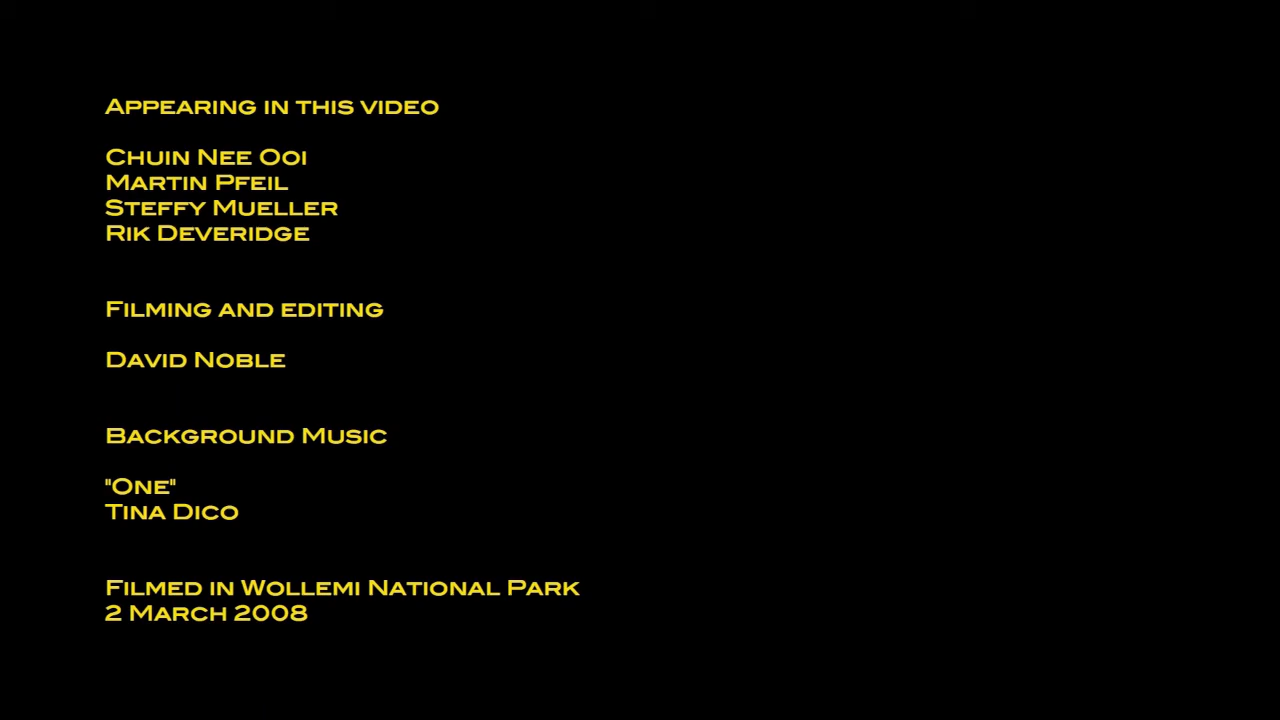 Appearing in this video
Chuin Nee Ooi
Martin Pfeil
Steffy Mueller
Rik Deveridge
Filming and editing
David Noble
Background Music
"One"
Tina Dico
Filmed in Wollemi National Park
2 March 2008